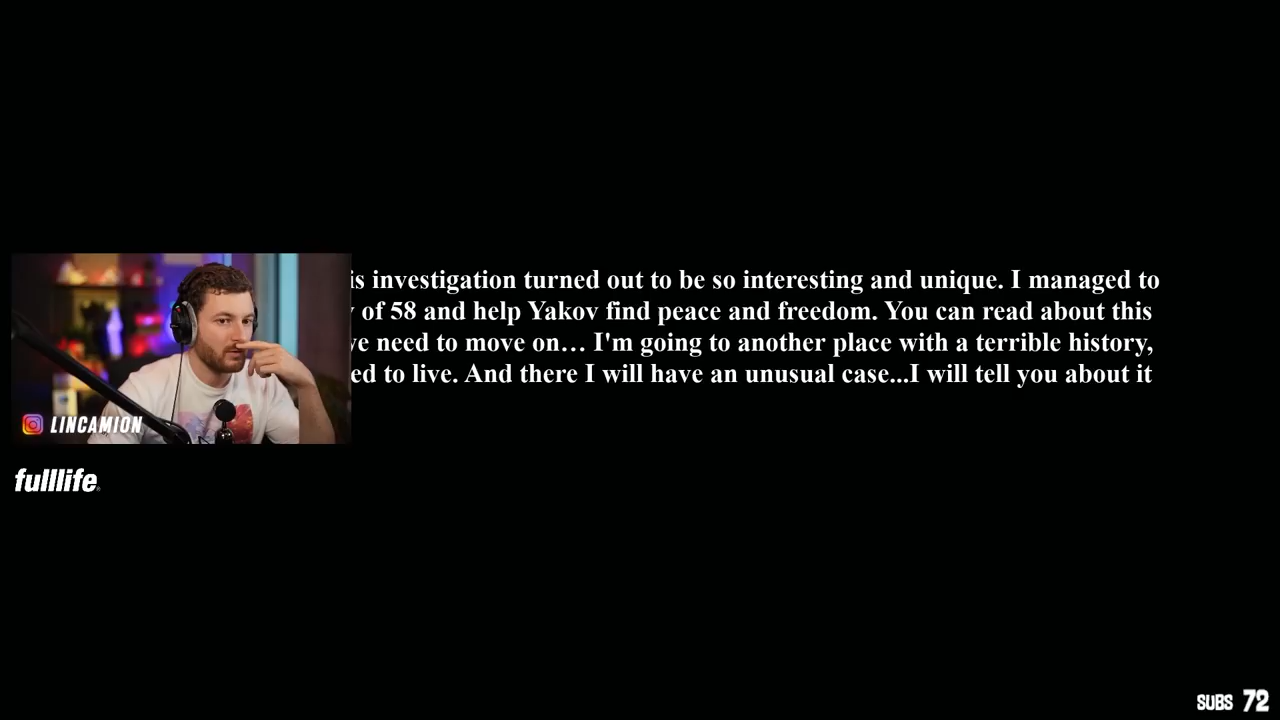 is investigation turned out to be so interesting and unique. I managed to
of 58 and help Yakov find peace and freedom. You can read about this
need to move on… I'm going to another place with a terrible history,
to live. And there I will have an unusual case...I will tell you about it
LINCAMION
fulllife
SUBS 72